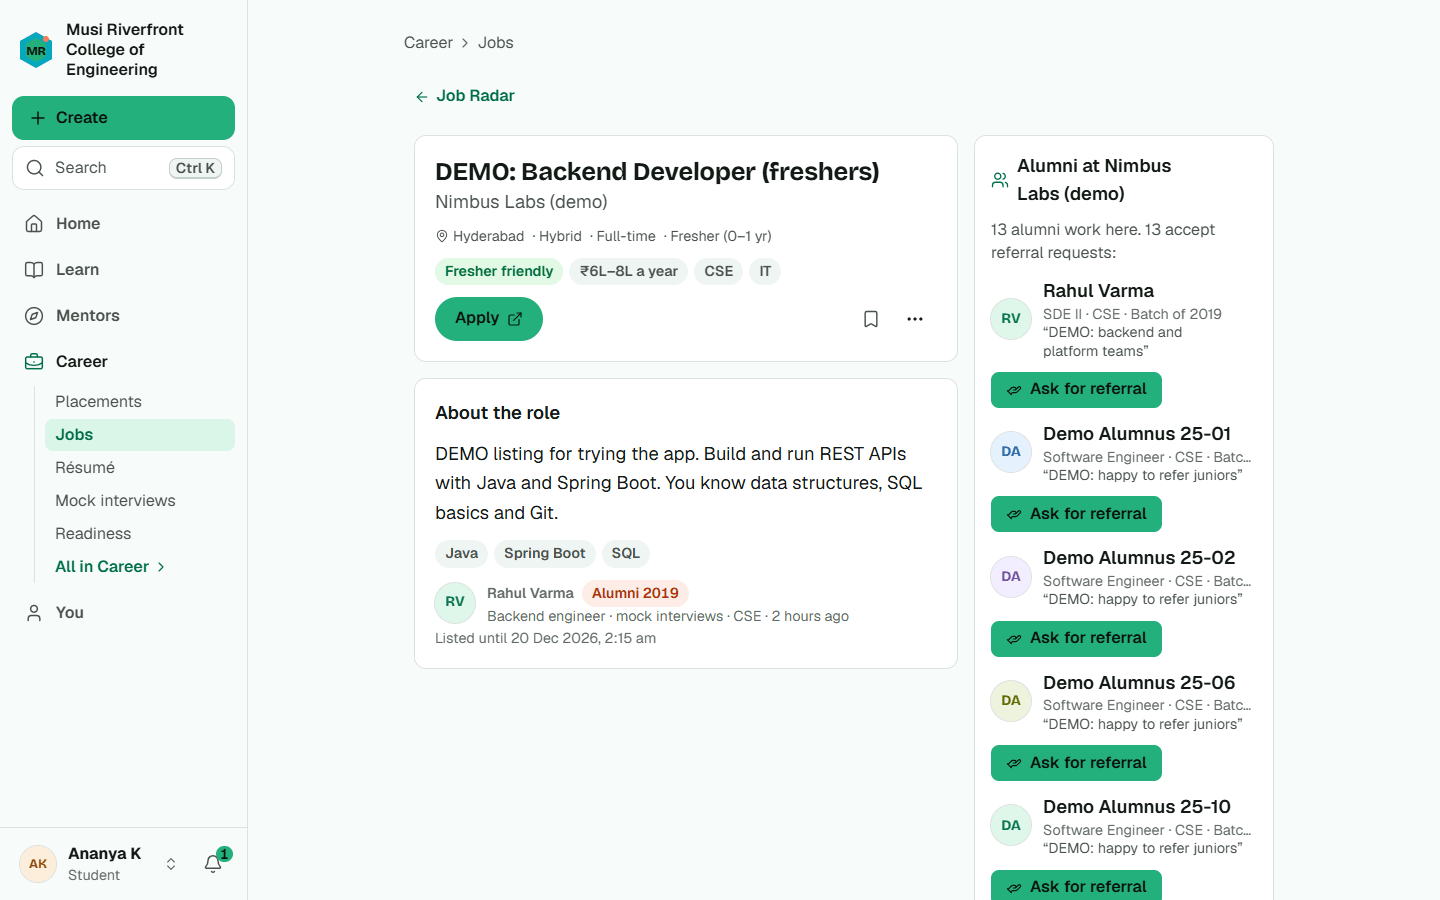 MR
Musi Riverfront
College of
Engineering
Create
Search
Ctrl K
Home
Learn
Mentors
Career
Placements
Jobs
Résumé
Mock interviews
Readiness
All in Career
You
AK
Ananya K
Student
1
Career
Jobs
Job Radar
DEMO: Backend Developer (freshers)
Nimbus Labs (demo)
Hyderabad · Hybrid · Full-time · Fresher (0–1 yr)
Fresher friendly
₹6L–8L a year
CSE
IT
Apply
About the role
DEMO listing for trying the app. Build and run REST APIs
with Java and Spring Boot. You know data structures, SQL
basics and Git.
Java
Spring Boot
SQL
RV
Rahul Varma
Alumni 2019
Backend engineer · mock interviews · CSE · 2 hours ago
Listed until 20 Dec 2026, 2:15 am
Alumni at Nimbus
Labs (demo)
13 alumni work here. 13 accept
referral requests:
RV
Rahul Varma
SDE II · CSE · Batch of 2019
“DEMO: backend and
platform teams”
Ask for referral
DA
Demo Alumnus 25-01
Software Engineer · CSE · Batc…
“DEMO: happy to refer juniors”
Ask for referral
DA
Demo Alumnus 25-02
Software Engineer · CSE · Batc…
“DEMO: happy to refer juniors”
Ask for referral
DA
Demo Alumnus 25-06
Software Engineer · CSE · Batc…
“DEMO: happy to refer juniors”
Ask for referral
DA
Demo Alumnus 25-10
Software Engineer · CSE · Batc…
“DEMO: happy to refer juniors”
Ask for referral